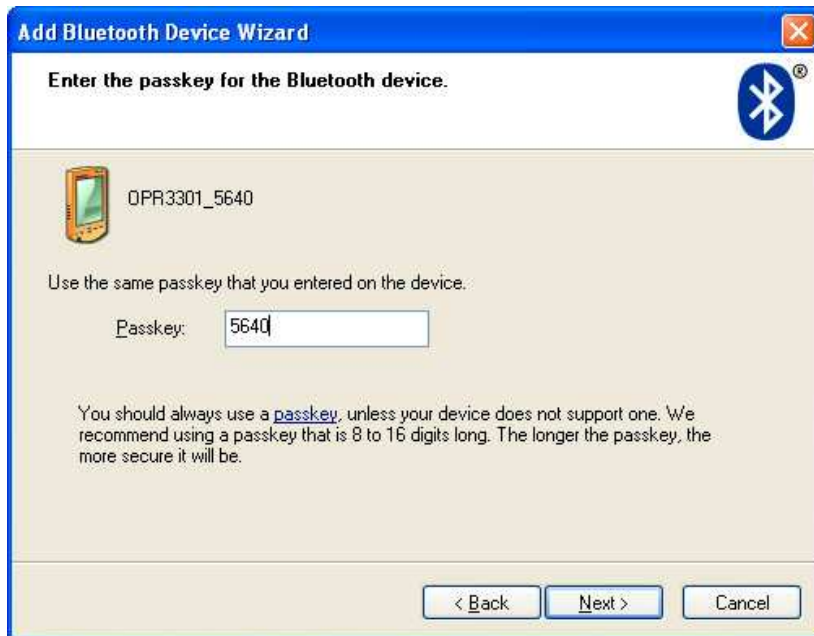 Add Bluetooth Device Wizard
Enter the passkey for the Bluetooth device.
®
OPR3301_5640
Use the same passkey that you entered on the device.
Passkey: 5640
You should always use a passkey, unless your device does not support one. We
recommend using a passkey that is 8 to 16 digits long. The longer the passkey, the
more secure it will be.
< Back Next > Cancel